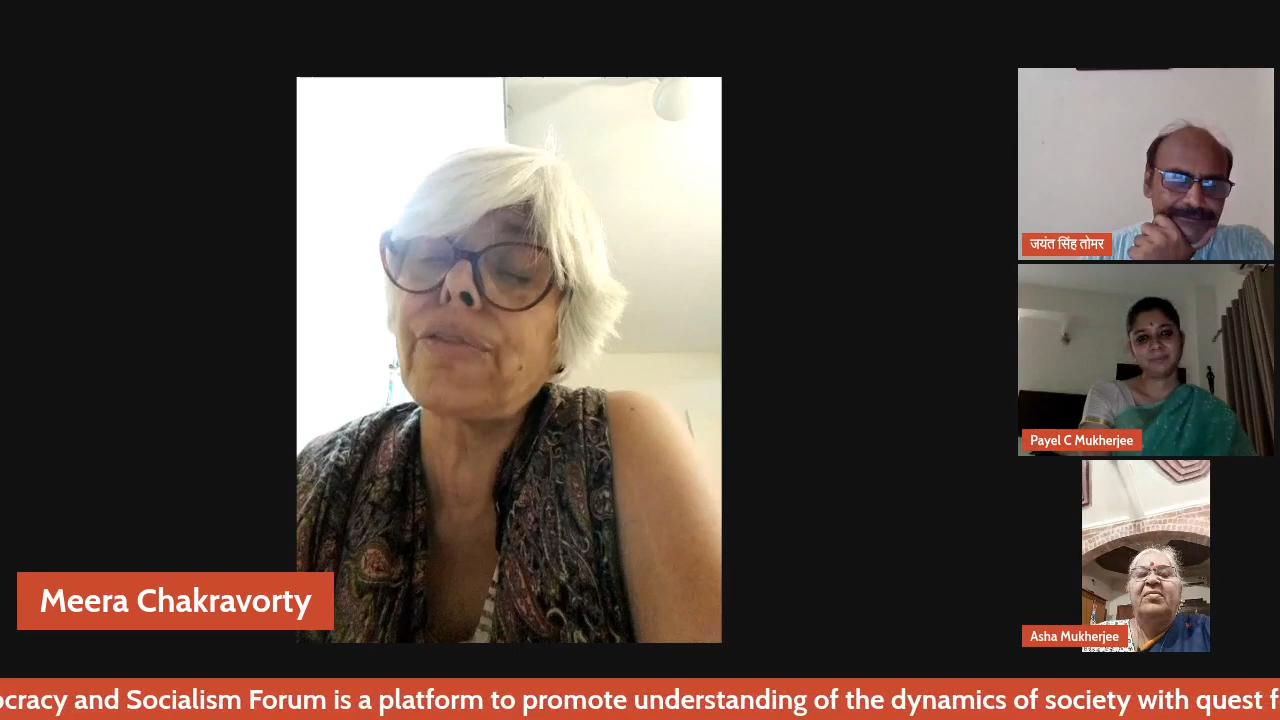 जयंत सिंह तोमर
Payel C Mukherjee
Meera Chakravorty
Asha Mukherjee
ocracy and Socialism Forum is a platform to promote understanding of the dynamics of society with quest f